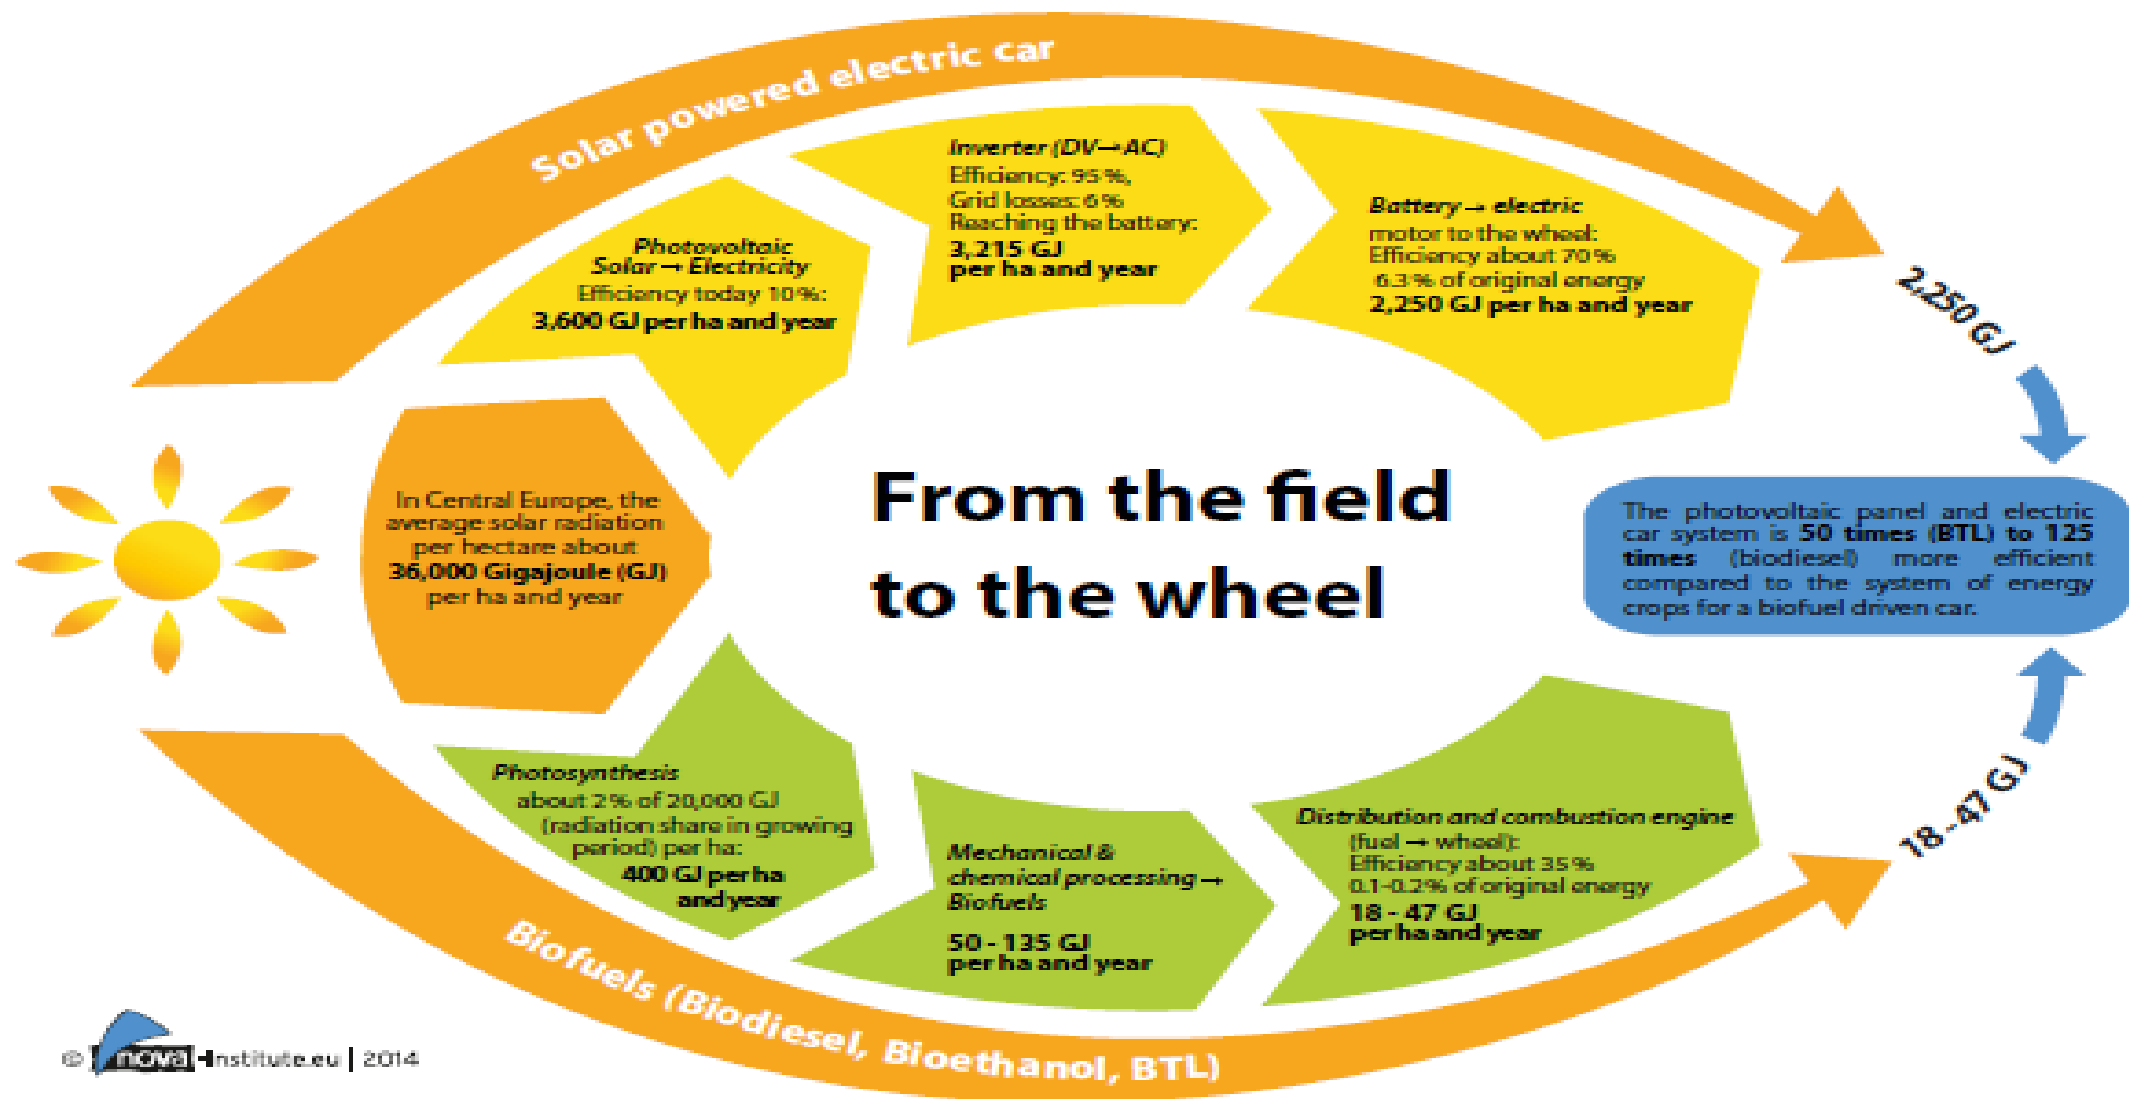 Solar powered electric car
Photovoltaic
Solar → Electricity
Efficiency today 10%:
3,600 GJ per ha and year
Inverter (DV→AC)
Efficiency: 95%,
Grid losses: 6%
Reaching the battery:
3,215 GJ
per ha and year
Battery → electric
motor to the wheel:
Efficiency about 70%
6.3% of original energy
2,250 GJ per ha and year
2,250 GJ
In Central Europe, the
average solar radiation
per hectare about
36,000 Gigajoule (GJ)
per ha and year
From the field
to the wheel
The photovoltaic panel and electric
car system is 50 times (BTL) to 125
times (biodiesel) more efficient
compared to the system of energy
crops for a biofuel driven car.
Photosynthesis
about 2% of 20,000 GJ
(radiation share in growing
period) per ha:
400 GJ per ha
and year
Mechanical &
chemical processing →
Biofuels
50 - 135 GJ
per ha and year
Distribution and combustion engine
(fuel → wheel):
Efficiency about 35%
0.1-0.2% of original energy
18 - 47 GJ
per ha and year
18 -47 GJ
Biofuels (Biodiesel, Bioethanol, BTL)
© nova-Institute.eu | 2014